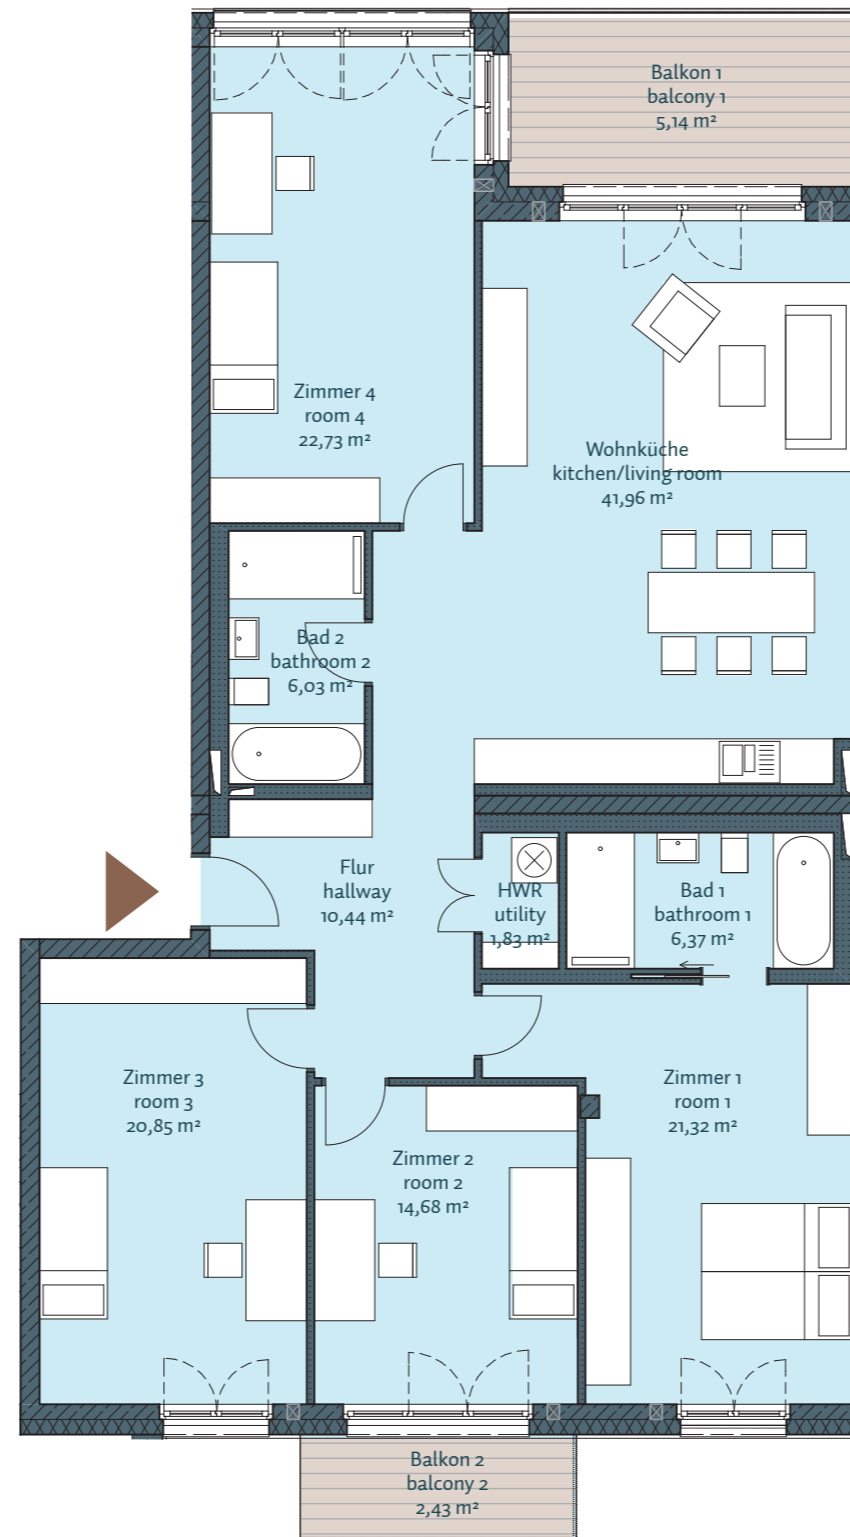 Balkon 1
balcony 1
5,14 m²
Zimmer 4
room 4
22,73 m²
Wohnküche
kitchen/living room
41,96 m²
Bad 2
bathroom 2
6,03 m²
Flur
hallway
10,44 m²
HWR
utility
1,83 m²
Bad 1
bathroom 1
6,37 m²
Zimmer 3
room 3
20,85 m²
Zimmer 1
room 1
21,32 m²
Zimmer 2
room 2
14,68 m²
Balkon 2
balcony 2
2,43 m²